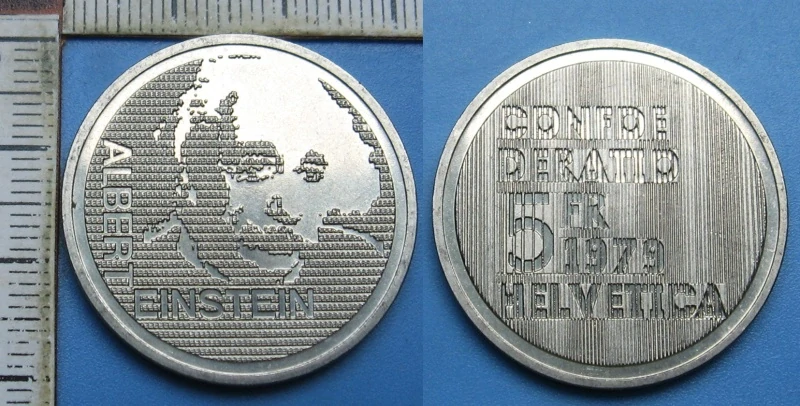 ALBERT
EINSTEIN
CONFOE
DERATIO
5 FR
1979
HELVETICA